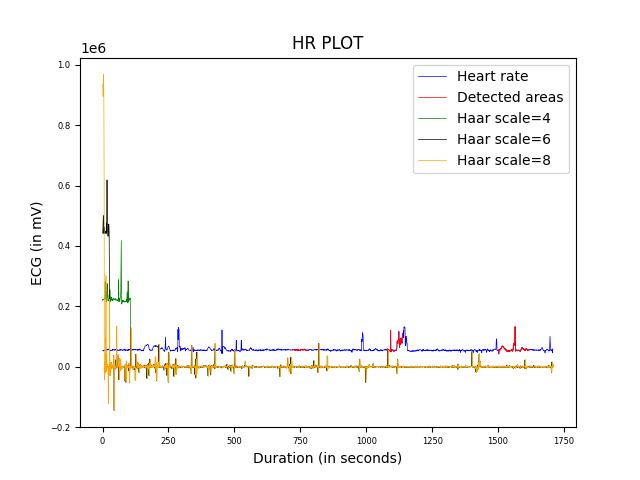 HR PLOT
1e6
1.0
0.8
0.6
0.4
0.2
0.0
−0.2
ECG (in mV)
Heart rate
Detected areas
Haar scale=4
Haar scale=6
Haar scale=8
0 250 500 750 1000 1250 1500 1750
Duration (in seconds)